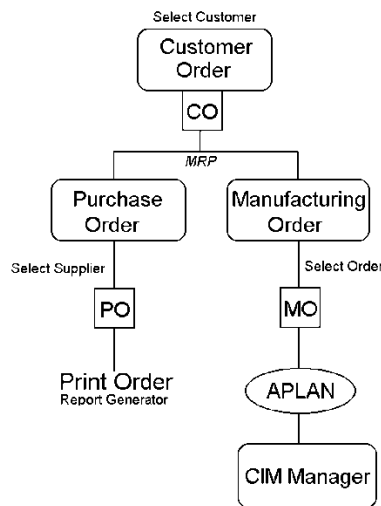 Select Customer
Customer
Order
CO
MRP
Purchase
Order
Manufacturing
Order
Select Supplier
Select Order
PO
MO
Print Order
Report Generator
APLAN
CIM Manager